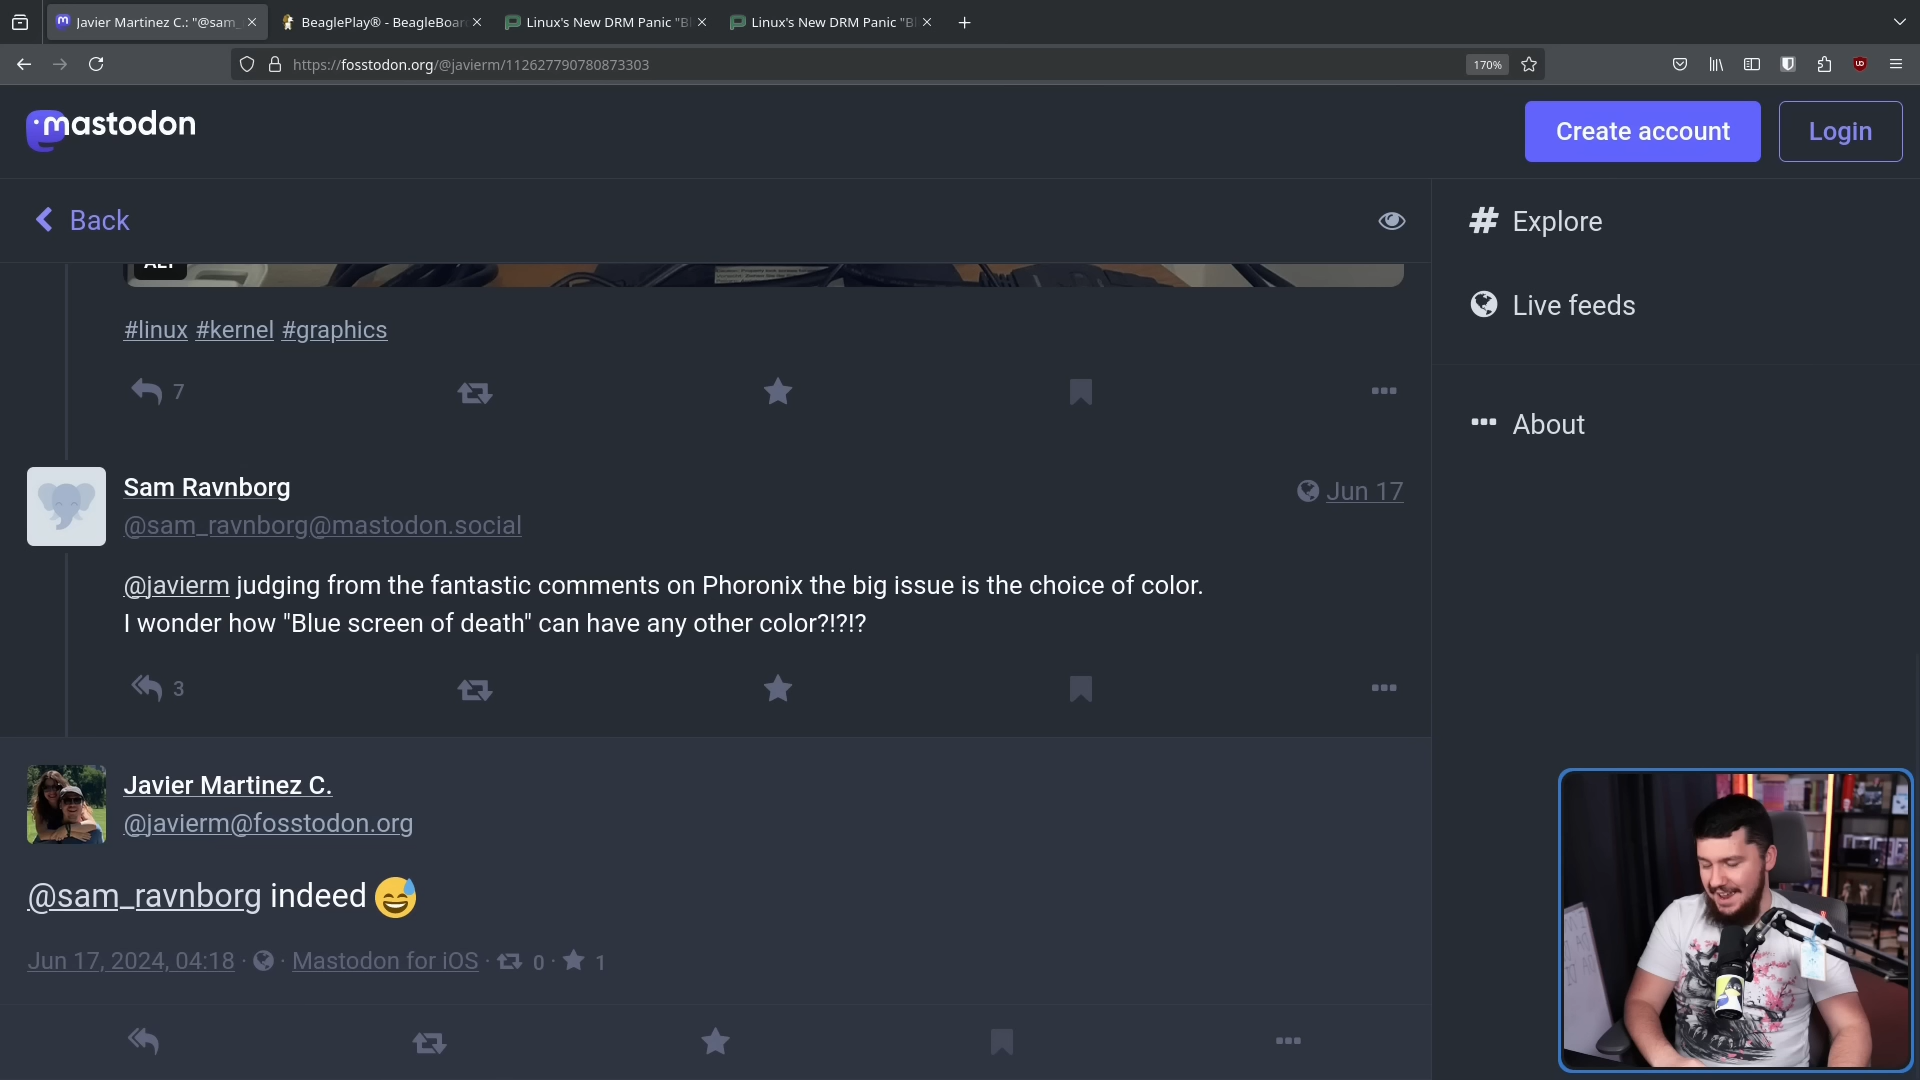 Javier Martinez C.: "@sam_
BeaglePlay® - BeagleBoar
Linux's New DRM Panic "Bl
Linux's New DRM Panic "Bl
https://fosstodon.org/@javierm/112627790780873303
170%
mastodon
Create account
Login
Back
Explore
Live feeds
About
ALT
#linux #kernel #graphics
7
Sam Ravnborg
Jun 17
@sam_ravnborg@mastodon.social
@javierm judging from the fantastic comments on Phoronix the big issue is the choice of color.
I wonder how "Blue screen of death" can have any other color?!?!?
3
Javier Martinez C.
@javierm@fosstodon.org
@sam_ravnborg indeed 😅
Jun 17, 2024, 04:18 · · Mastodon for iOS · 0 · 1